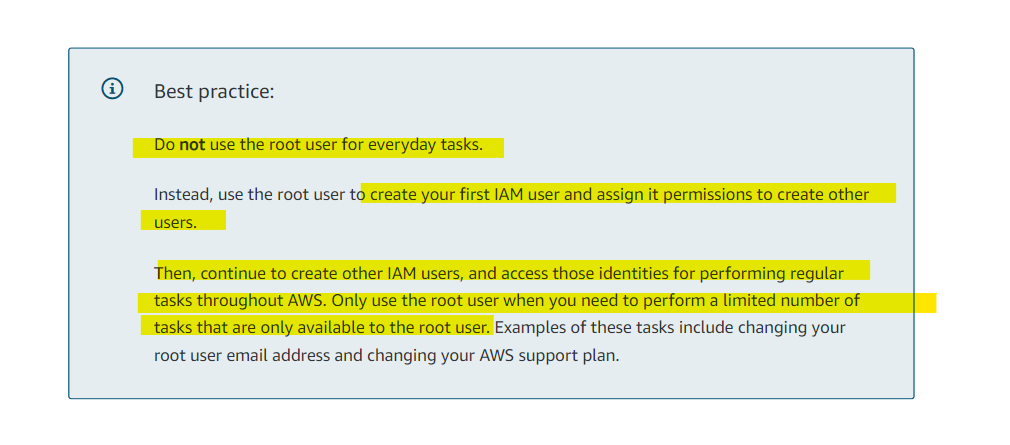 Best practice:
Do not use the root user for everyday tasks.
Instead, use the root user to create your first IAM user and assign it permissions to create other
users.
Then, continue to create other IAM users, and access those identities for performing regular
tasks throughout AWS. Only use the root user when you need to perform a limited number of
tasks that are only available to the root user. Examples of these tasks include changing your
root user email address and changing your AWS support plan.